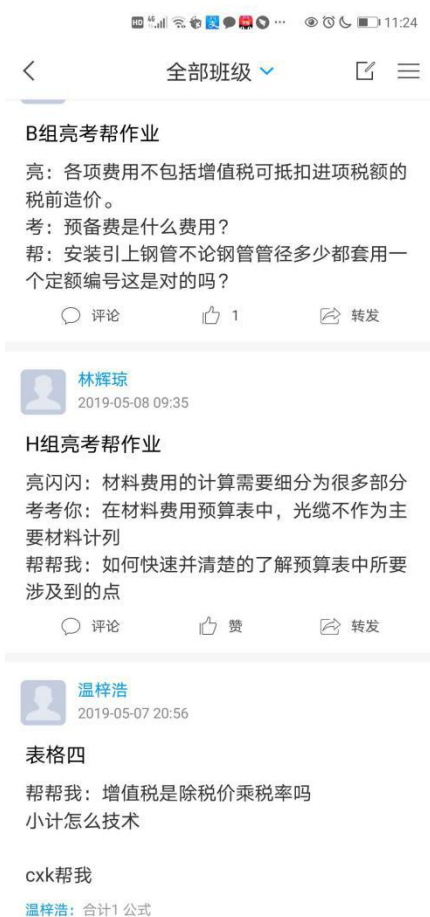 HD 46 11:24
全部班级
B组亮考帮作业
亮：各项费用不包括增值税可抵扣进项税额的
税前造价。
考：预备费是什么费用？
帮：安装引上钢管不论钢管管径多少都套用一
个定额编号这是对的吗？
评论 1 转发
林辉琼
2019-05-08 09:35
H组亮考帮作业
亮闪闪：材料费用的计算需要细分为很多部分
考考你：在材料费用预算表中，光缆不作为主
要材料计列
帮帮我：如何快速并清楚的了解预算表中所要
涉及到的点
评论 赞 转发
温梓浩
2019-05-07 20:56
表格四
帮帮我：增值税是除税价乘税率吗
小计怎么技术
cxk帮我
温梓浩：合计1 公式